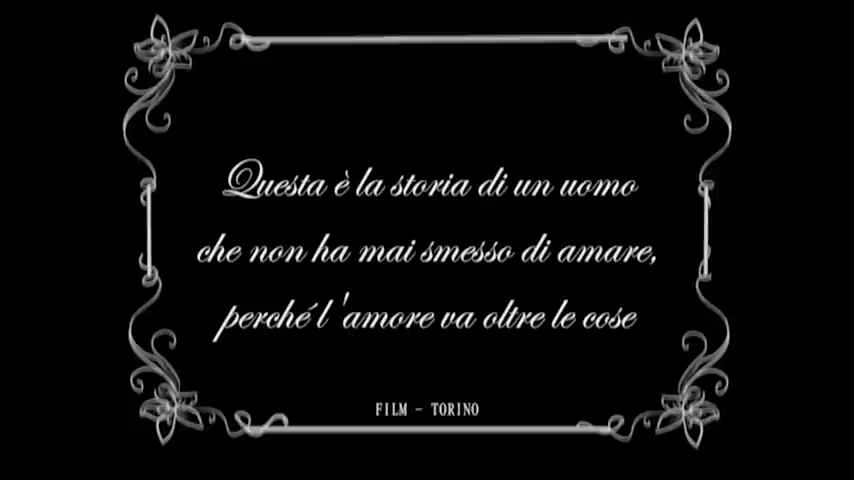 Questa è la storia di un uomo
che non ha mai smesso di amare,
perché l'amore va oltre le cose
FILM - TORINO